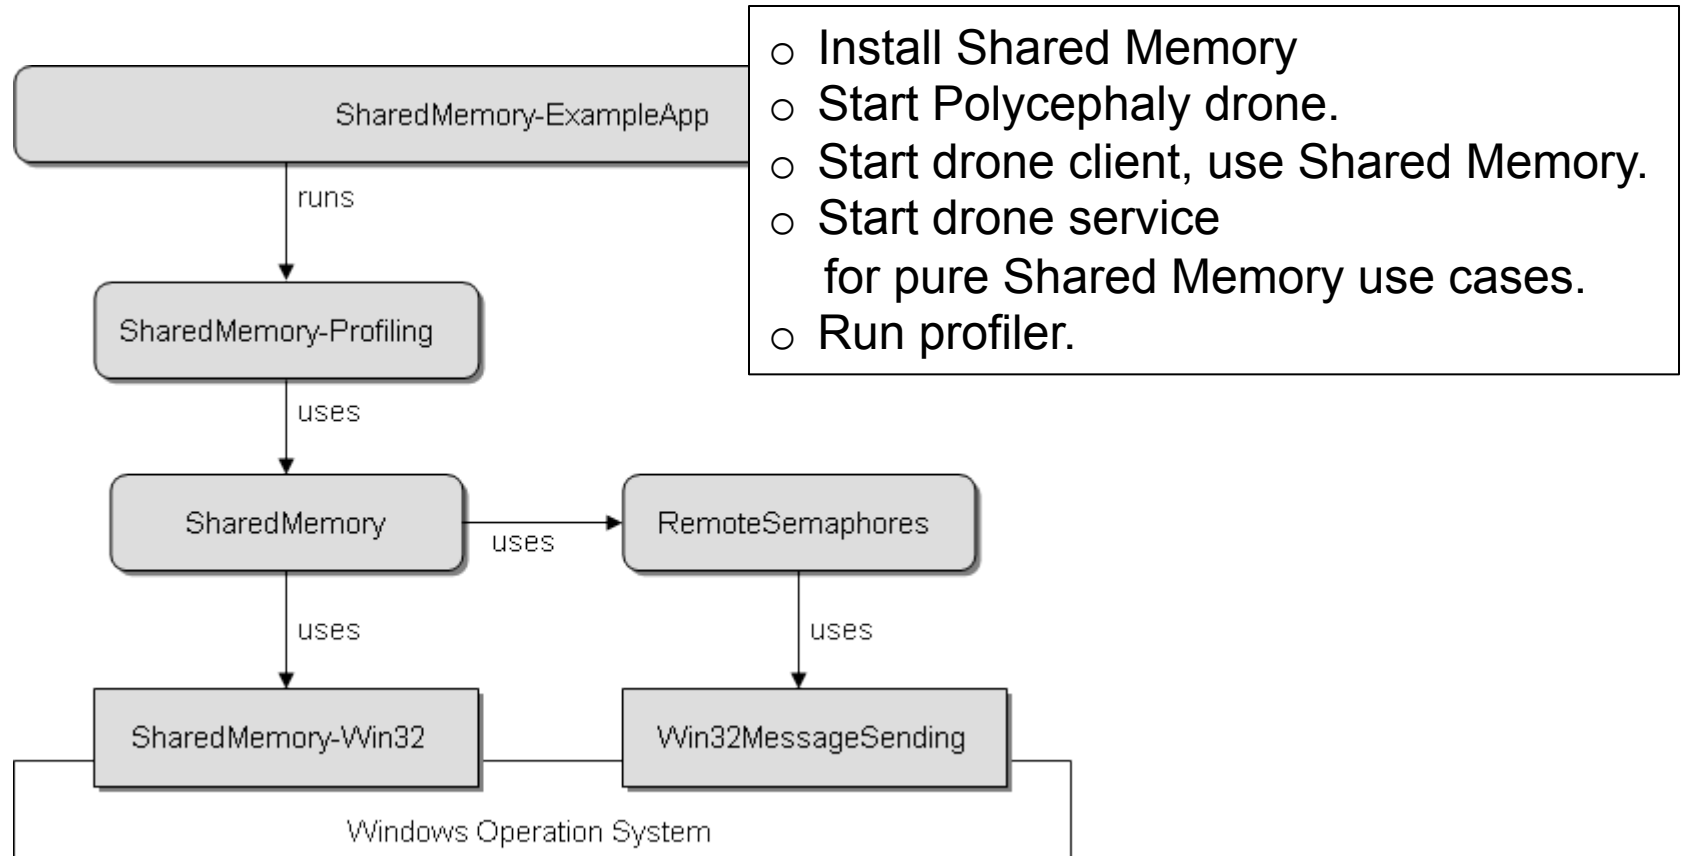 SharedMemory-ExampleApp
runs
SharedMemory-Profiling
uses
SharedMemory
uses
RemoteSemaphores
uses
uses
SharedMemory-Win32
Win32MessageSending
Windows Operation System
○ Install Shared Memory
○ Start Polycephaly drone.
○ Start drone client, use Shared Memory.
○ Start drone service
for pure Shared Memory use cases.
○ Run profiler.